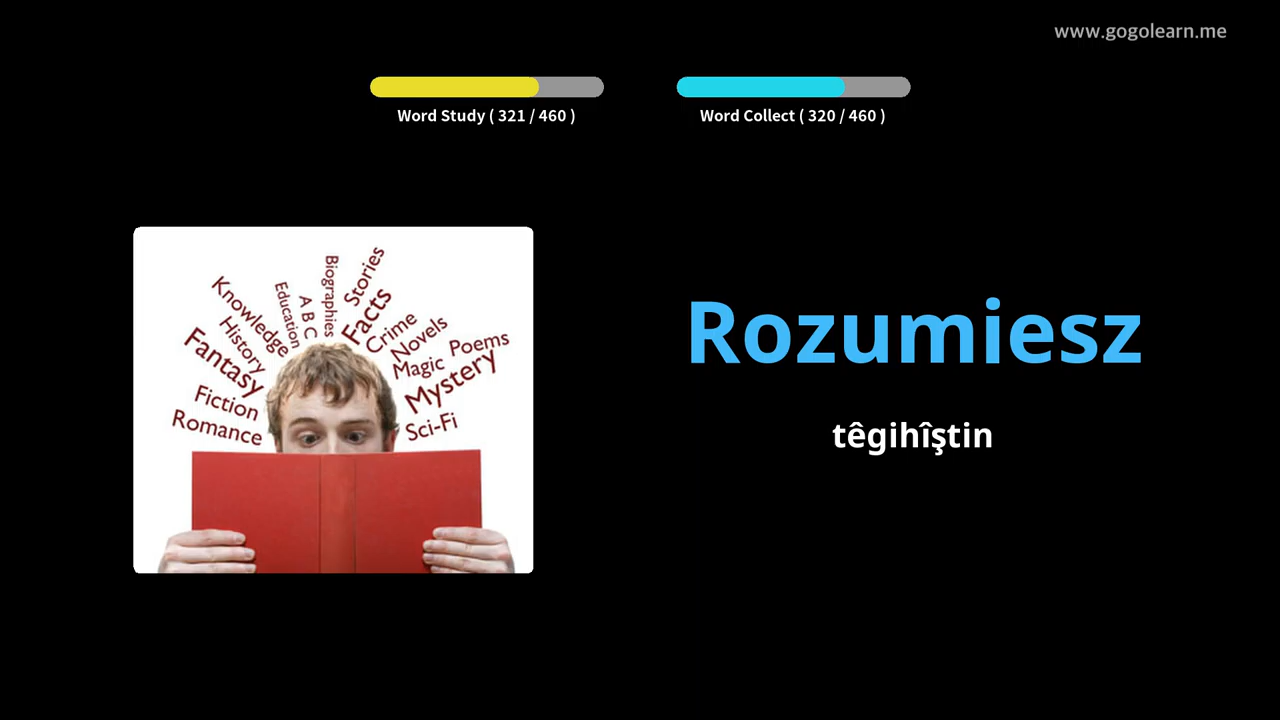 www.gogolearn.me
Word Study ( 321 / 460 )
Word Collect ( 320 / 460 )
Knowledge
Education
A B C
Biographies
Stories
Facts
History
Crime
Novels
Fantasy
Magic
Poems
Mystery
Fiction
Romance
Sci-Fi
Rozumiesz
têgihîştin